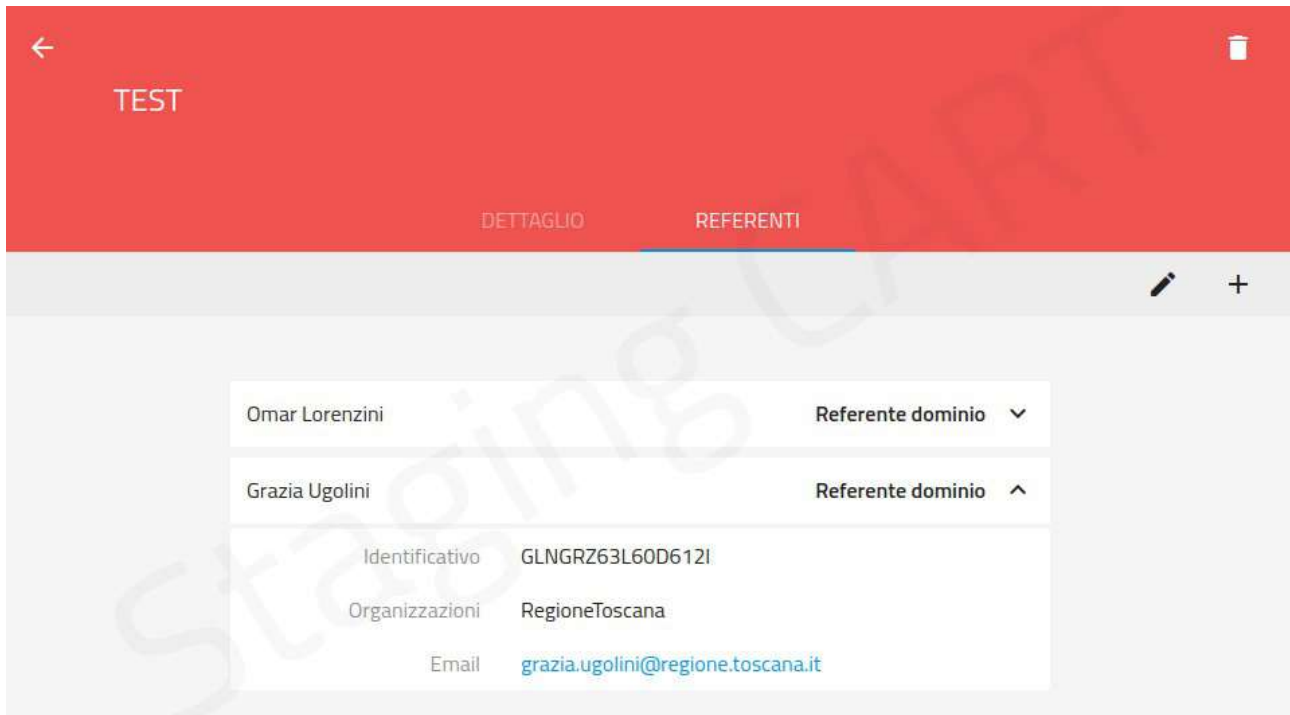 TEST
DETTAGLIO REFERENTI
Omar Lorenzini Referente dominio
Grazia Ugolini Referente dominio
Identificativo GLNGRZ63L60D612I
Organizzazioni RegioneToscana
Email grazia.ugolini@regione.toscana.it
Staging CART